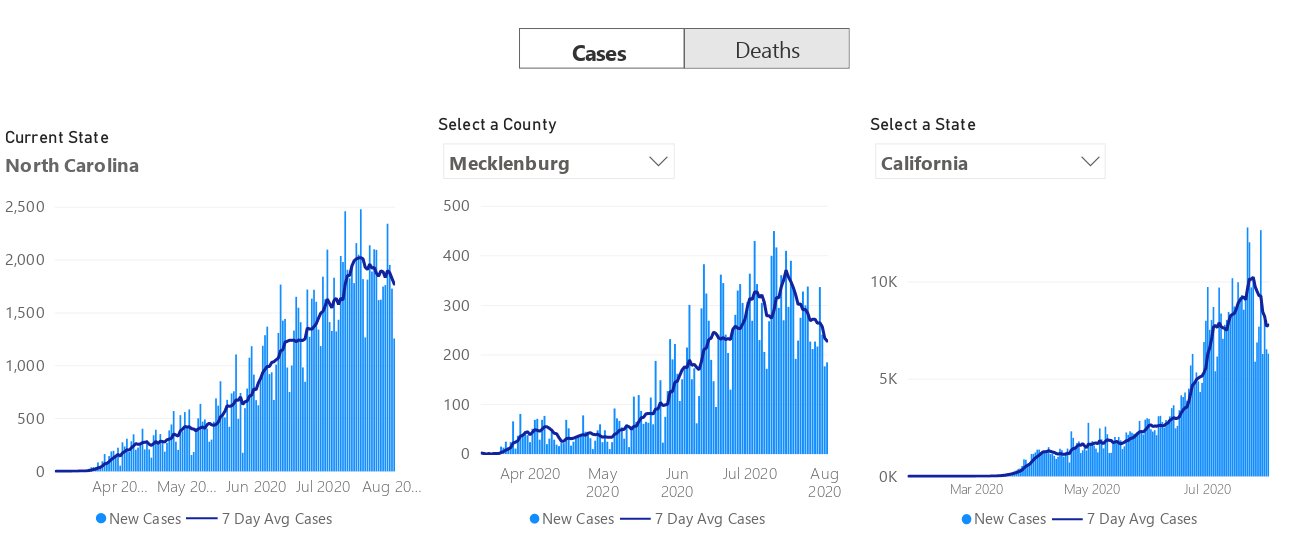 Cases
Deaths
Current State
North Carolina
2,500
2,000
1,500
1,000
500
0
Apr 20... May 20... Jun 2020 Jul 2020 Aug 20...
New Cases 7 Day Avg Cases
Select a County
Mecklenburg
500
400
300
200
100
0
Apr 2020 May 2020 Jun 2020 Jul 2020 Aug 2020
New Cases 7 Day Avg Cases
Select a State
California
10K
5K
0K
Mar 2020 May 2020 Jul 2020
New Cases 7 Day Avg Cases